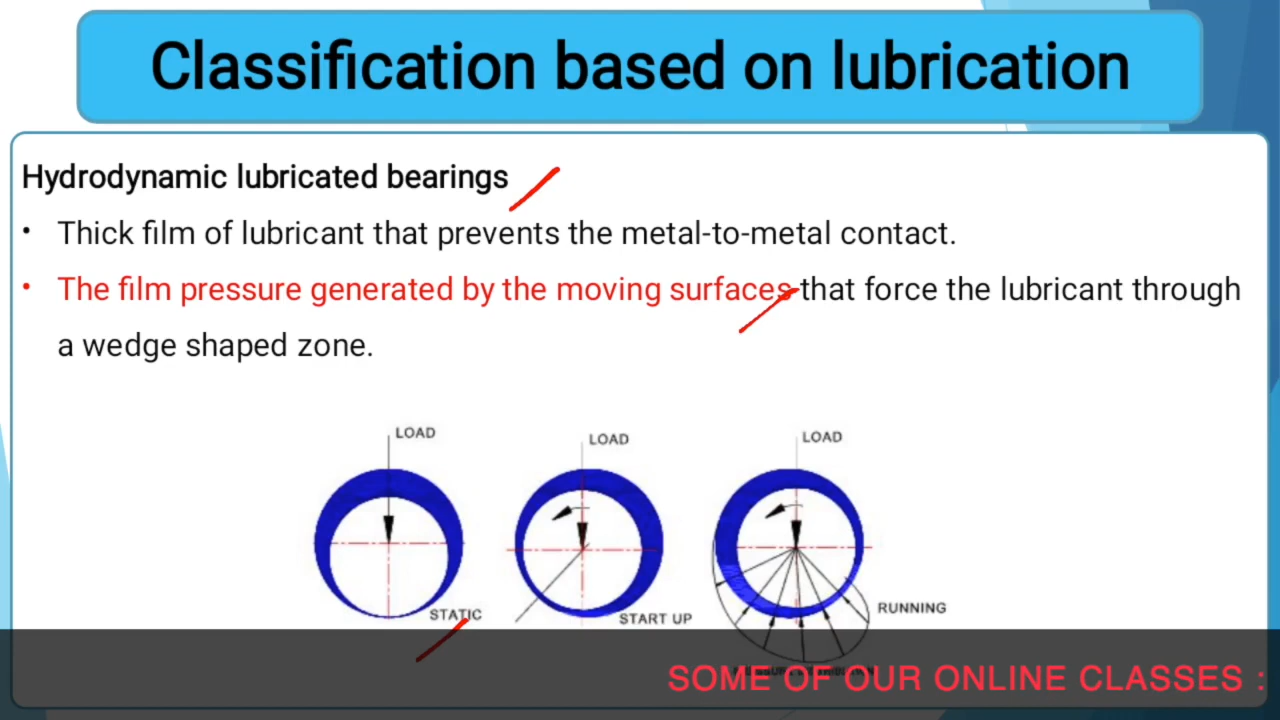 Classification based on lubrication
Hydrodynamic lubricated bearings
• Thick film of lubricant that prevents the metal-to-metal contact.
• The film pressure generated by the moving surfaces that force the lubricant through
a wedge shaped zone.
LOAD
LOAD
LOAD
STATIC
START UP
RUNNING
SOME OF OUR ONLINE CLASSES :